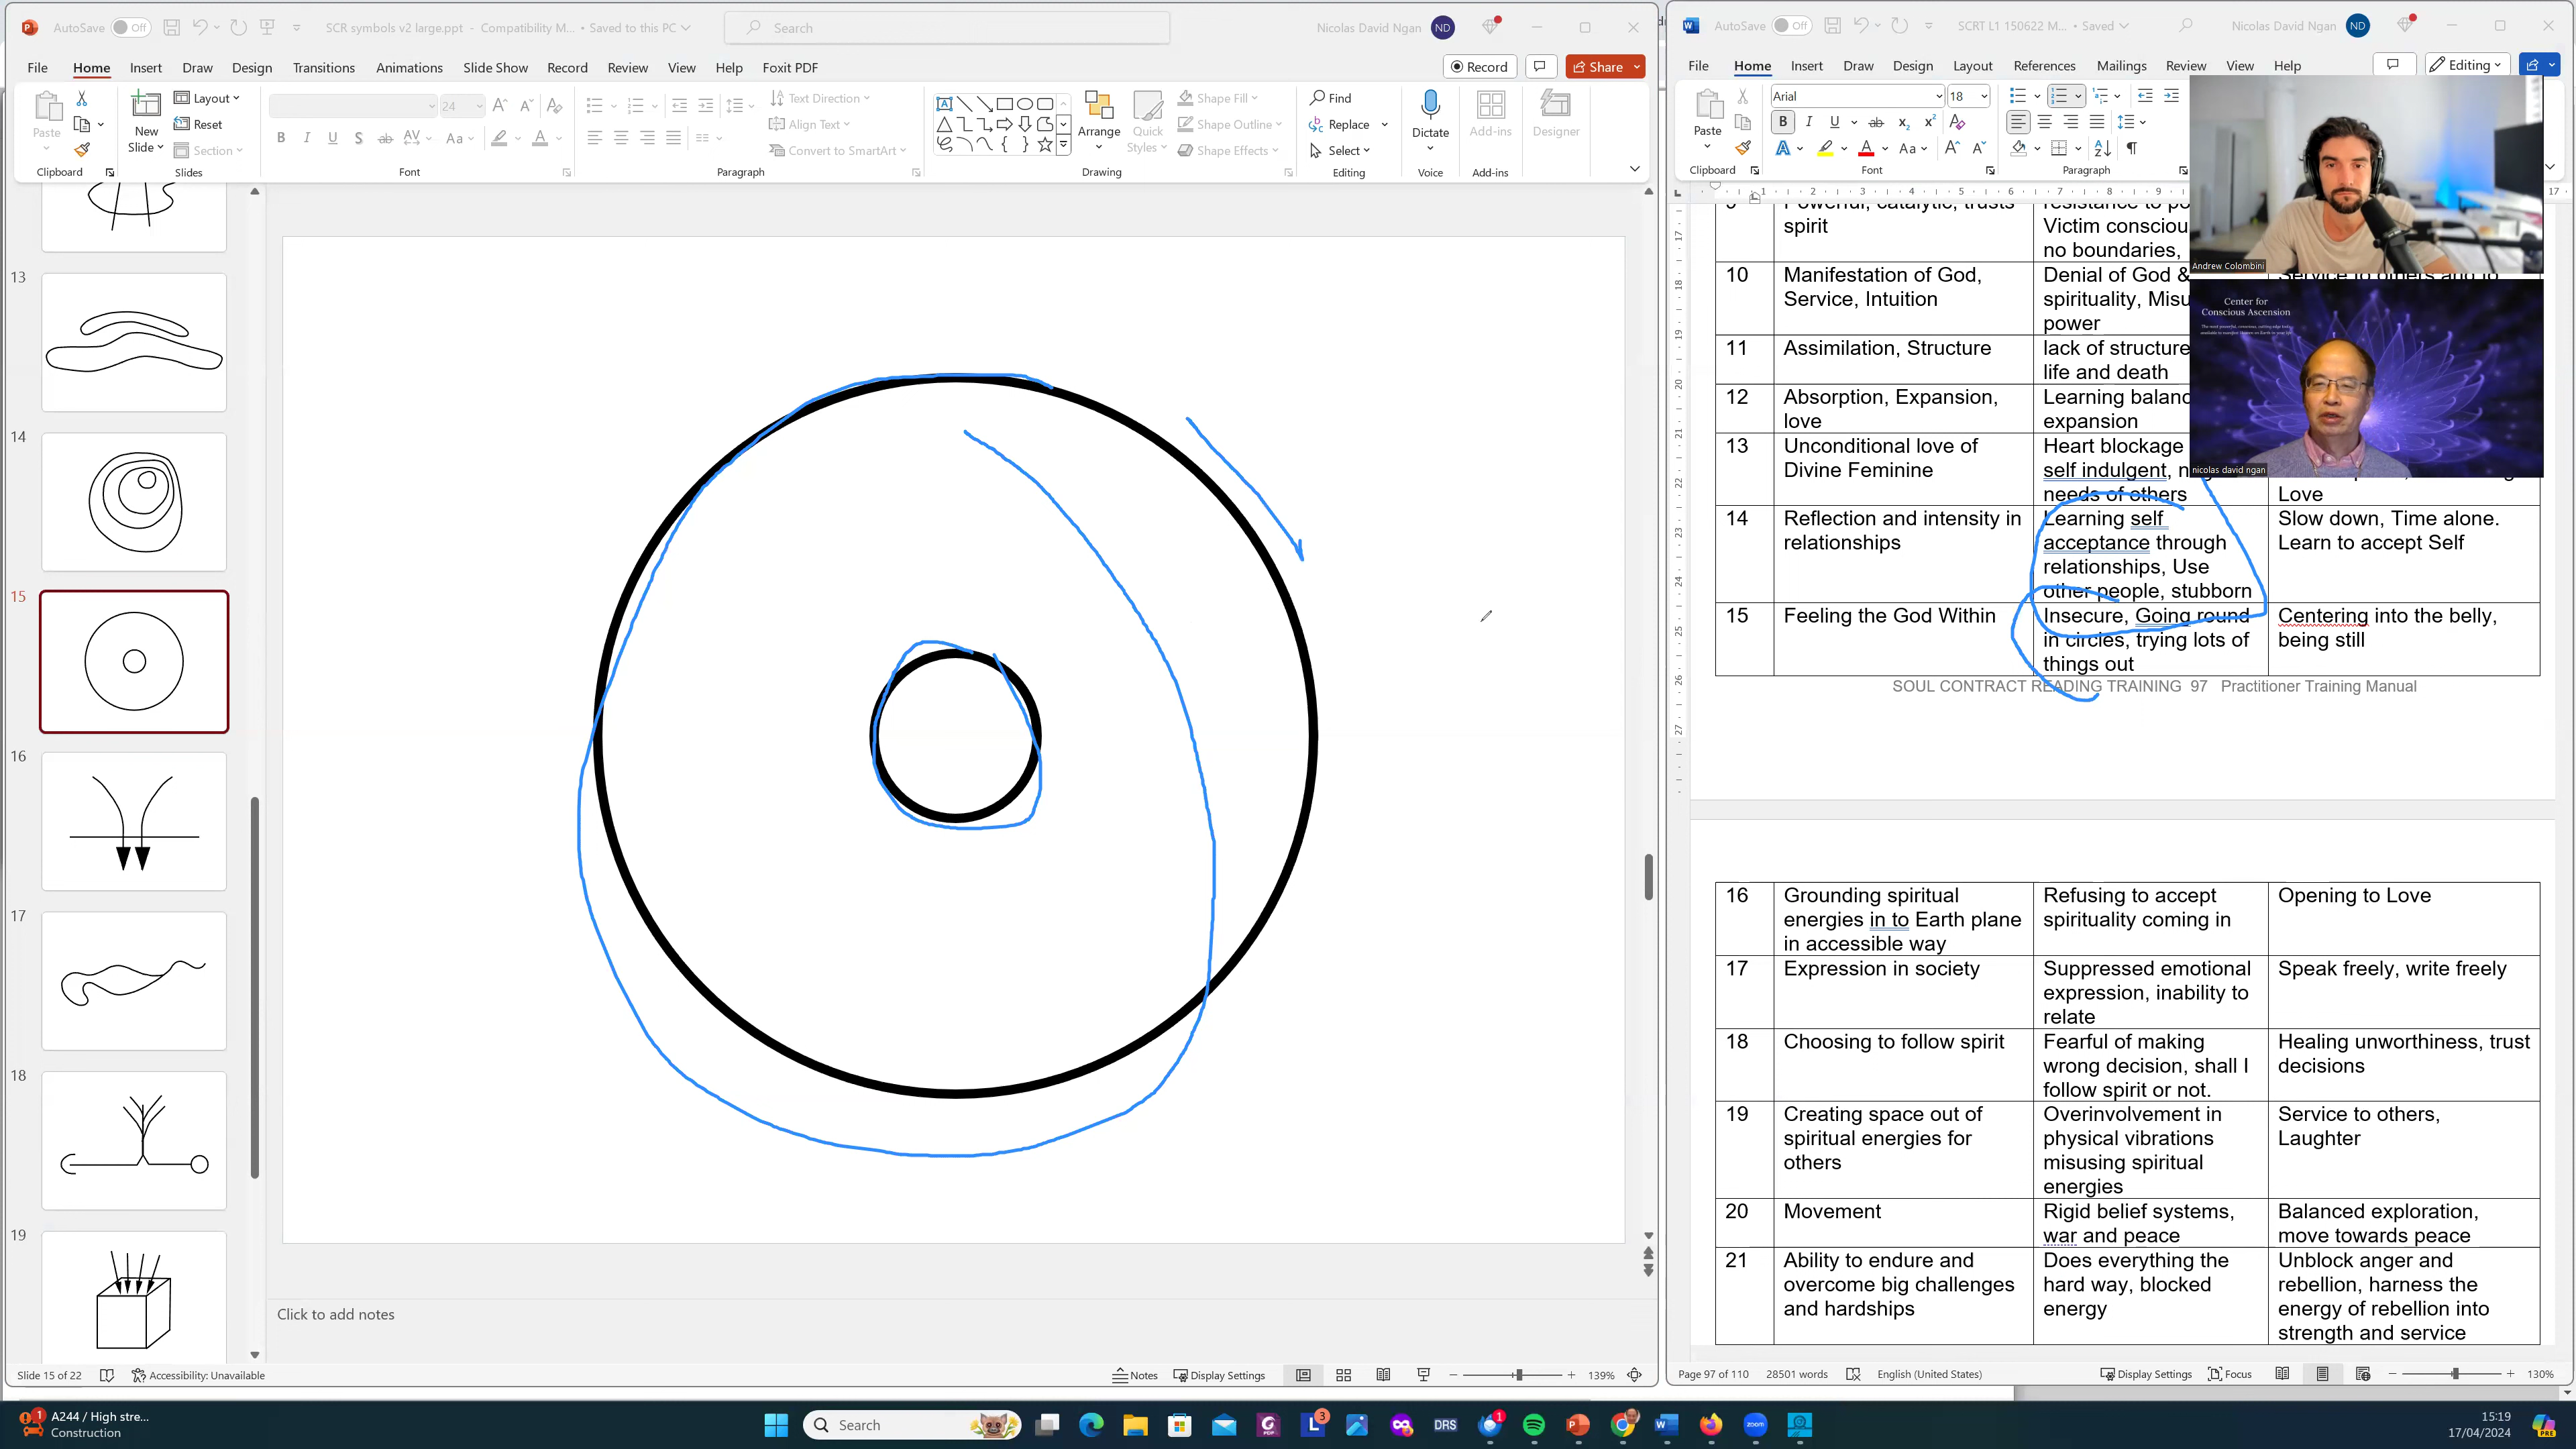 AutoSave Off SCR symbols v2 large.ppt - Compatibility M... • Saved to this PC Search Nicolas David Ngan ND
File Home Insert Draw Design Transitions Animations Slide Show Record Review View Help Foxit PDF Record Share
Paste New Slide Layout Reset Section 24 B I U S ab AV Aa A
Text Direction Align Text Convert to SmartArt
Arrange Quick Styles Shape Fill Shape Outline Shape Effects
Find Replace Select Dictate Add-ins Designer
Clipboard Slides Font Paragraph Drawing Editing Voice Add-ins
13
14
15
16
17
18
19
Click to add notes
Slide 15 of 22 Accessibility: Unavailable Notes Display Settings 139%
AutoSave Off SCRT L1 150622 M... • Saved Nicolas David Ngan ND
File Home Insert Draw Design Layout References Mailings Review View Help Editing
Paste Arial 18 B I U ab Aa A
Clipboard Font Paragraph
Andrew Colombini
Center for
Conscious Ascension
nicolas david ngan
spirit
Victim
no boundaries,
10 Manifestation of God, Denial of God &
Service, Intuition spirituality,
power
11 Assimilation, Structure lack of structure
life and death
12 Absorption, Expansion, Learning
love expansion
13 Unconditional love of Heart blockage
Divine Feminine self indulgent,
needs of others Love
14 Reflection and intensity in Learning self Slow down, Time alone.
relationships acceptance through Learn to accept Self
relationships, Use
other people, stubborn
15 Feeling the God Within Insecure, Going round Centering into the belly,
in circles, trying lots of being still
things out
SOUL CONTRACT READING TRAINING 97 Practitioner Training Manual
16 Grounding spiritual Refusing to accept Opening to Love
energies in to Earth plane spirituality coming in
in accessible way
17 Expression in society Suppressed emotional Speak freely, write freely
expression, inability to
relate
18 Choosing to follow spirit Fearful of making Healing unworthiness, trust
wrong decision, shall I decisions
follow spirit or not.
19 Creating space out of Overinvolvement in Service to others,
spiritual energies for physical vibrations Laughter
others misusing spiritual
energies
20 Movement Rigid belief systems, Balanced exploration,
war and peace move towards peace
21 Ability to endure and Does everything the Unblock anger and
overcome big challenges hard way, blocked rebellion, harness the
and hardships energy energy of rebellion into
strength and service
Page 97 of 110 28501 words English (United States) Display Settings Focus 130%
A244 / High stre...
Construction
Search DRS
15:19
17/04/2024